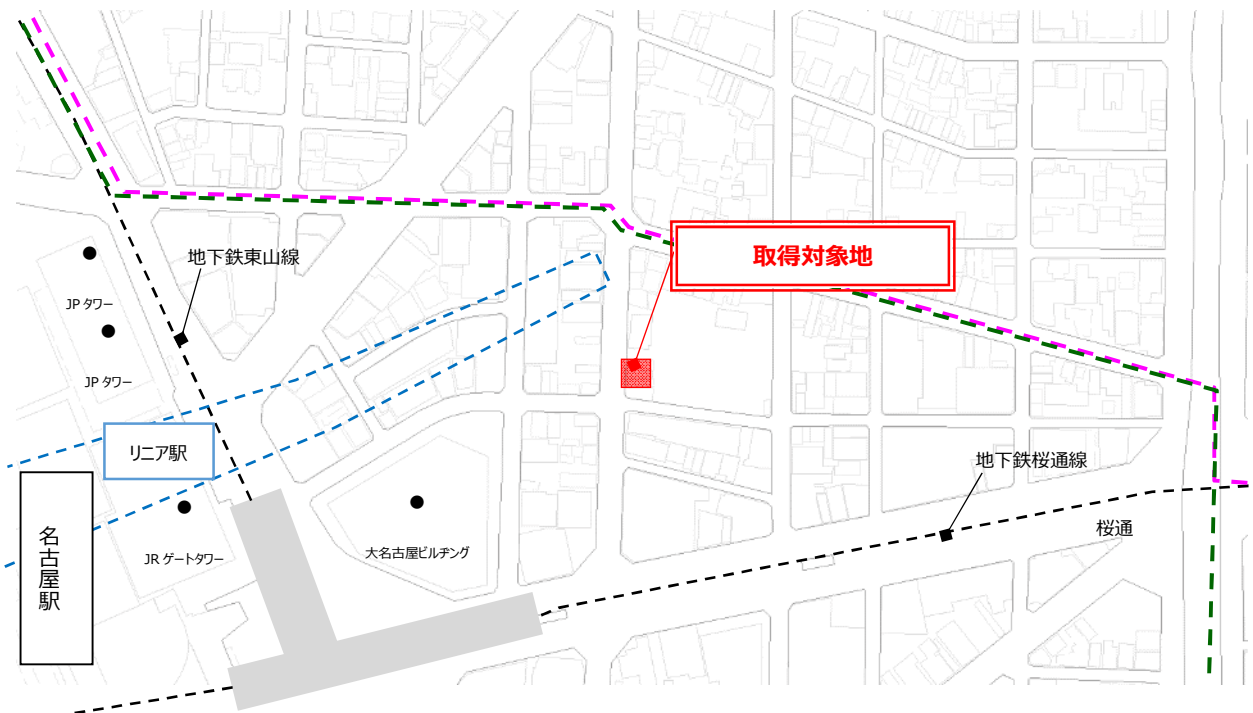 取得対象地
地下鉄東山線
JP タワー
JP タワー
リニア駅
地下鉄桜通線
名古屋駅
JR ゲートタワー
大名古屋ビルヂング
桜通